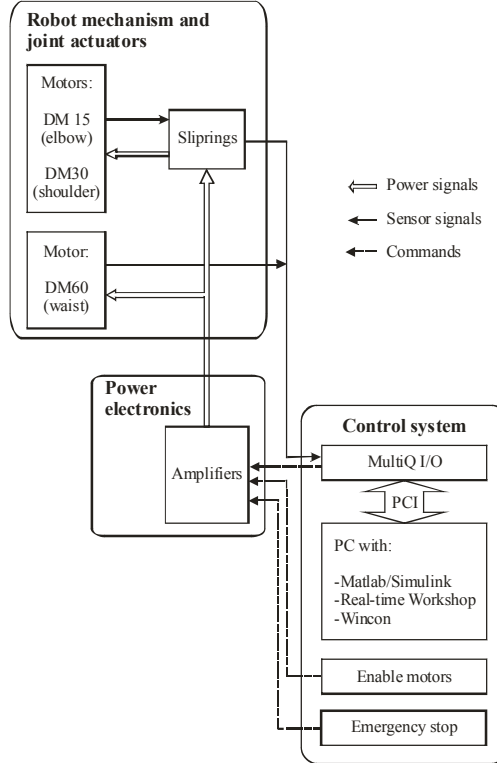 Robot mechanism and
joint actuators
Motors:
DM 15
(elbow)
DM30
(shoulder)
Sliprings
Motor:
DM60
(waist)
Power signals
Sensor signals
Commands
Power
electronics
Amplifiers
Control system
MultiQ I/O
PCI
PC with:
-Matlab/Simulink
-Real-time Workshop
-Wincon
Enable motors
Emergency stop